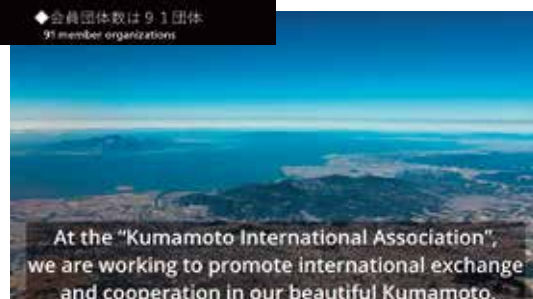 ◆会員団体数は91団体
91 member organizations
At the “Kumamoto International Association”,
we are working to promote international exchange
and cooperation in our beautiful Kumamoto.